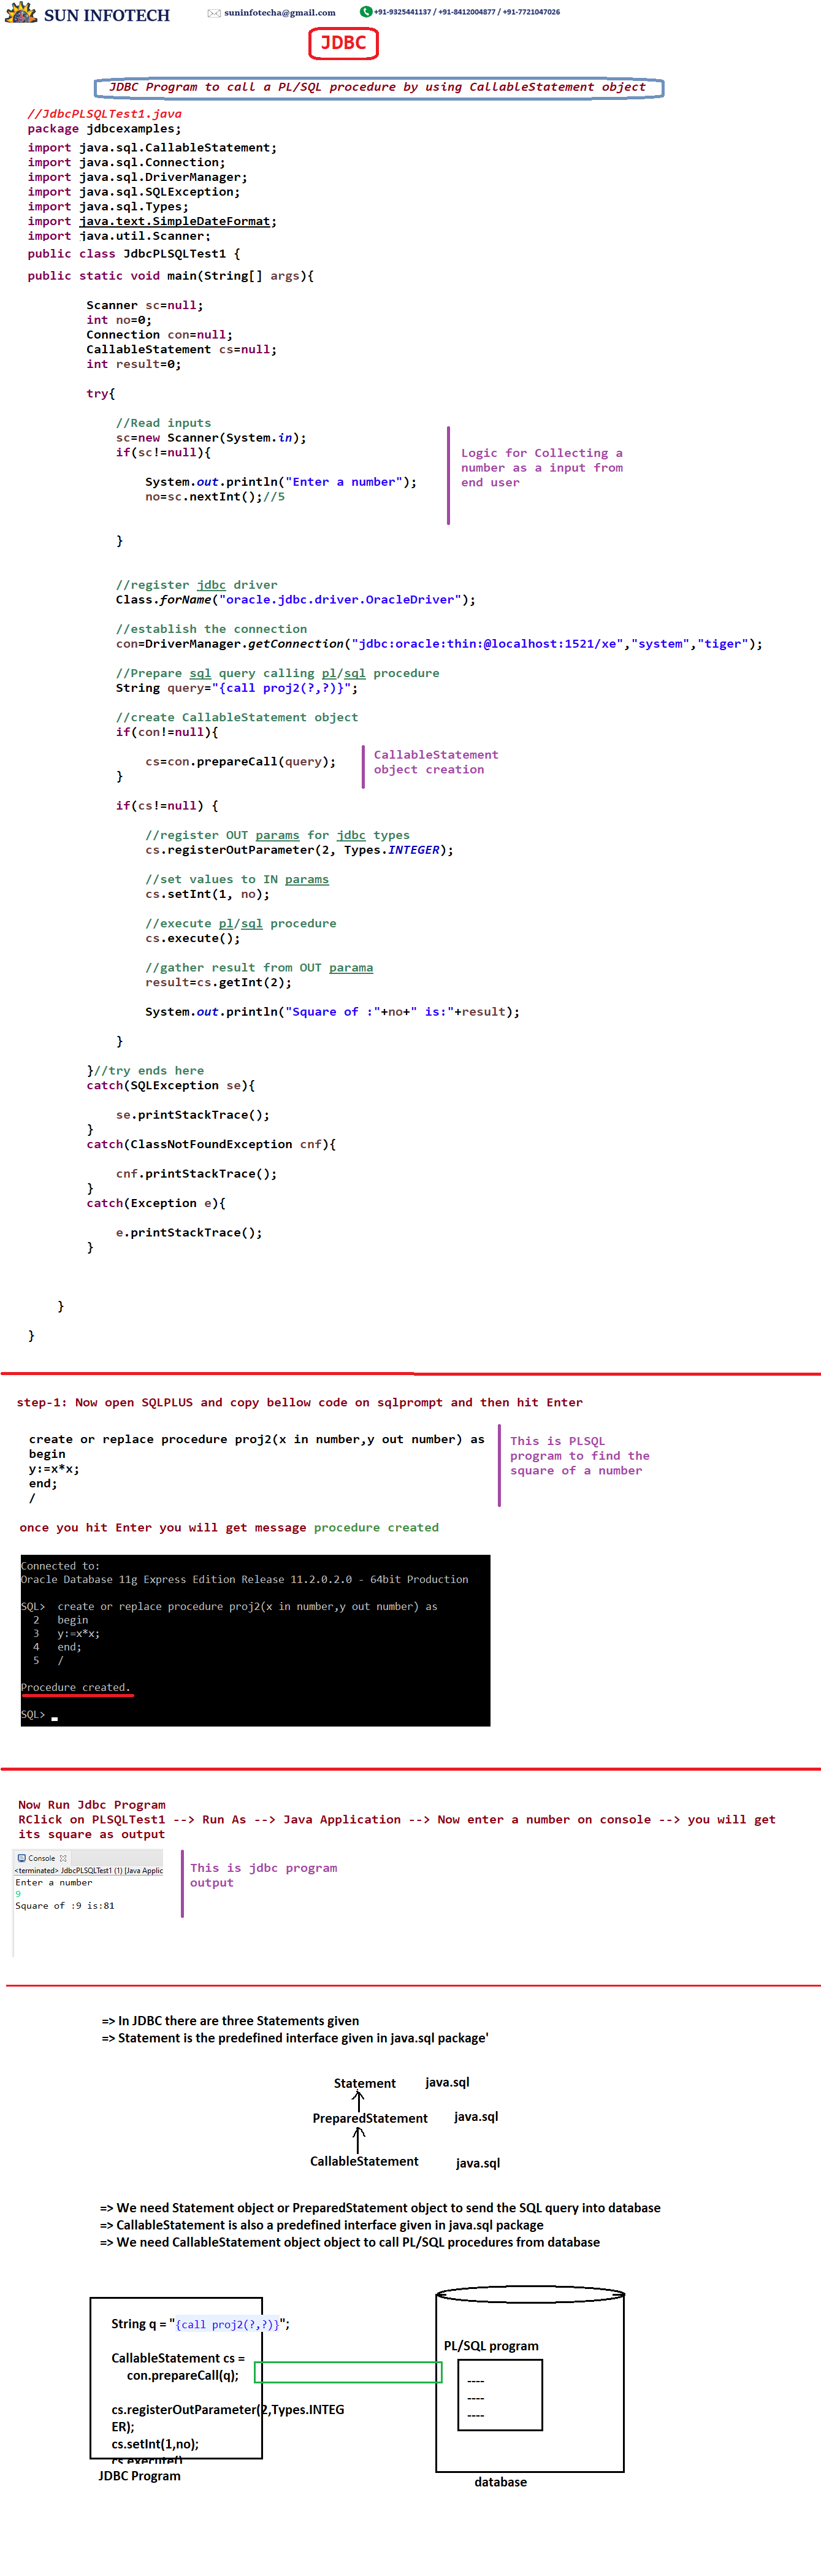 SUN INFOTECH
suninfotecha@gmail.com
+91-9325441137 / +91-8412004877 / +91-7721047026
JDBC
JDBC Program to call a PL/SQL procedure by using CallableStatement object
//JdbcPLSQLTest1.java
package jdbcexamples;
import java.sql.CallableStatement;
import java.sql.Connection;
import java.sql.DriverManager;
import java.sql.SQLException;
import java.sql.Types;
import java.text.SimpleDateFormat;
import java.util.Scanner;
public class JdbcPLSQLTest1 {
public static void main(String[] args){
Scanner sc=null;
int no=0;
Connection con=null;
CallableStatement cs=null;
int result=0;
try{
//Read inputs
sc=new Scanner(System.in);
if(sc!=null){
System.out.println("Enter a number");
no=sc.nextInt();//5
}
Logic for Collecting a
number as a input from
end user
//register jdbc driver
Class.forName("oracle.jdbc.driver.OracleDriver");
//establish the connection
con=DriverManager.getConnection("jdbc:oracle:thin:@localhost:1521/xe","system","tiger");
//Prepare sql query calling pl/sql procedure
String query="{call proj2(?,?)}";
//create CallableStatement object
if(con!=null){
cs=con.prepareCall(query);
}
CallableStatement
object creation
if(cs!=null) {
//register OUT params for jdbc types
cs.registerOutParameter(2, Types.INTEGER);
//set values to IN params
cs.setInt(1, no);
//execute pl/sql procedure
cs.execute();
//gather result from OUT parama
result=cs.getInt(2);
System.out.println("Square of :"+no+" is:"+result);
}
}//try ends here
catch(SQLException se){
se.printStackTrace();
}
catch(ClassNotFoundException cnf){
cnf.printStackTrace();
}
catch(Exception e){
e.printStackTrace();
}
}
}
step-1: Now open SQLPLUS and copy bellow code on sqlprompt and then hit Enter
create or replace procedure proj2(x in number,y out number) as
begin
y:=x*x;
end;
/
This is PLSQL
program to find the
square of a number
once you hit Enter you will get message procedure created
Connected to:
Oracle Database 11g Express Edition Release 11.2.0.2.0 - 64bit Production
SQL> create or replace procedure proj2(x in number,y out number) as
2 begin
3 y:=x*x;
4 end;
5 /
Procedure created.
SQL>
Now Run Jdbc Program
RClick on PLSQLTest1 --> Run As --> Java Application --> Now enter a number on console --> you will get
its square as output
Console
<terminated> JdbcPLSQLTest1 (1) [Java Applic
Enter a number
9
Square of :9 is:81
This is jdbc program
output
=> In JDBC there are three Statements given
=> Statement is the predefined interface given in java.sql package'
Statement java.sql
PreparedStatement java.sql
CallableStatement java.sql
=> We need Statement object or PreparedStatement object to send the SQL query into database
=> CallableStatement is also a predefined interface given in java.sql package
=> We need CallableStatement object object to call PL/SQL procedures from database
String q = "{call proj2(?,?)}";
CallableStatement cs =
con.prepareCall(q);
cs.registerOutParameter(2,Types.INTEG
ER);
cs.setInt(1,no);
cs.execute()
JDBC Program
PL/SQL program
----
----
----
database